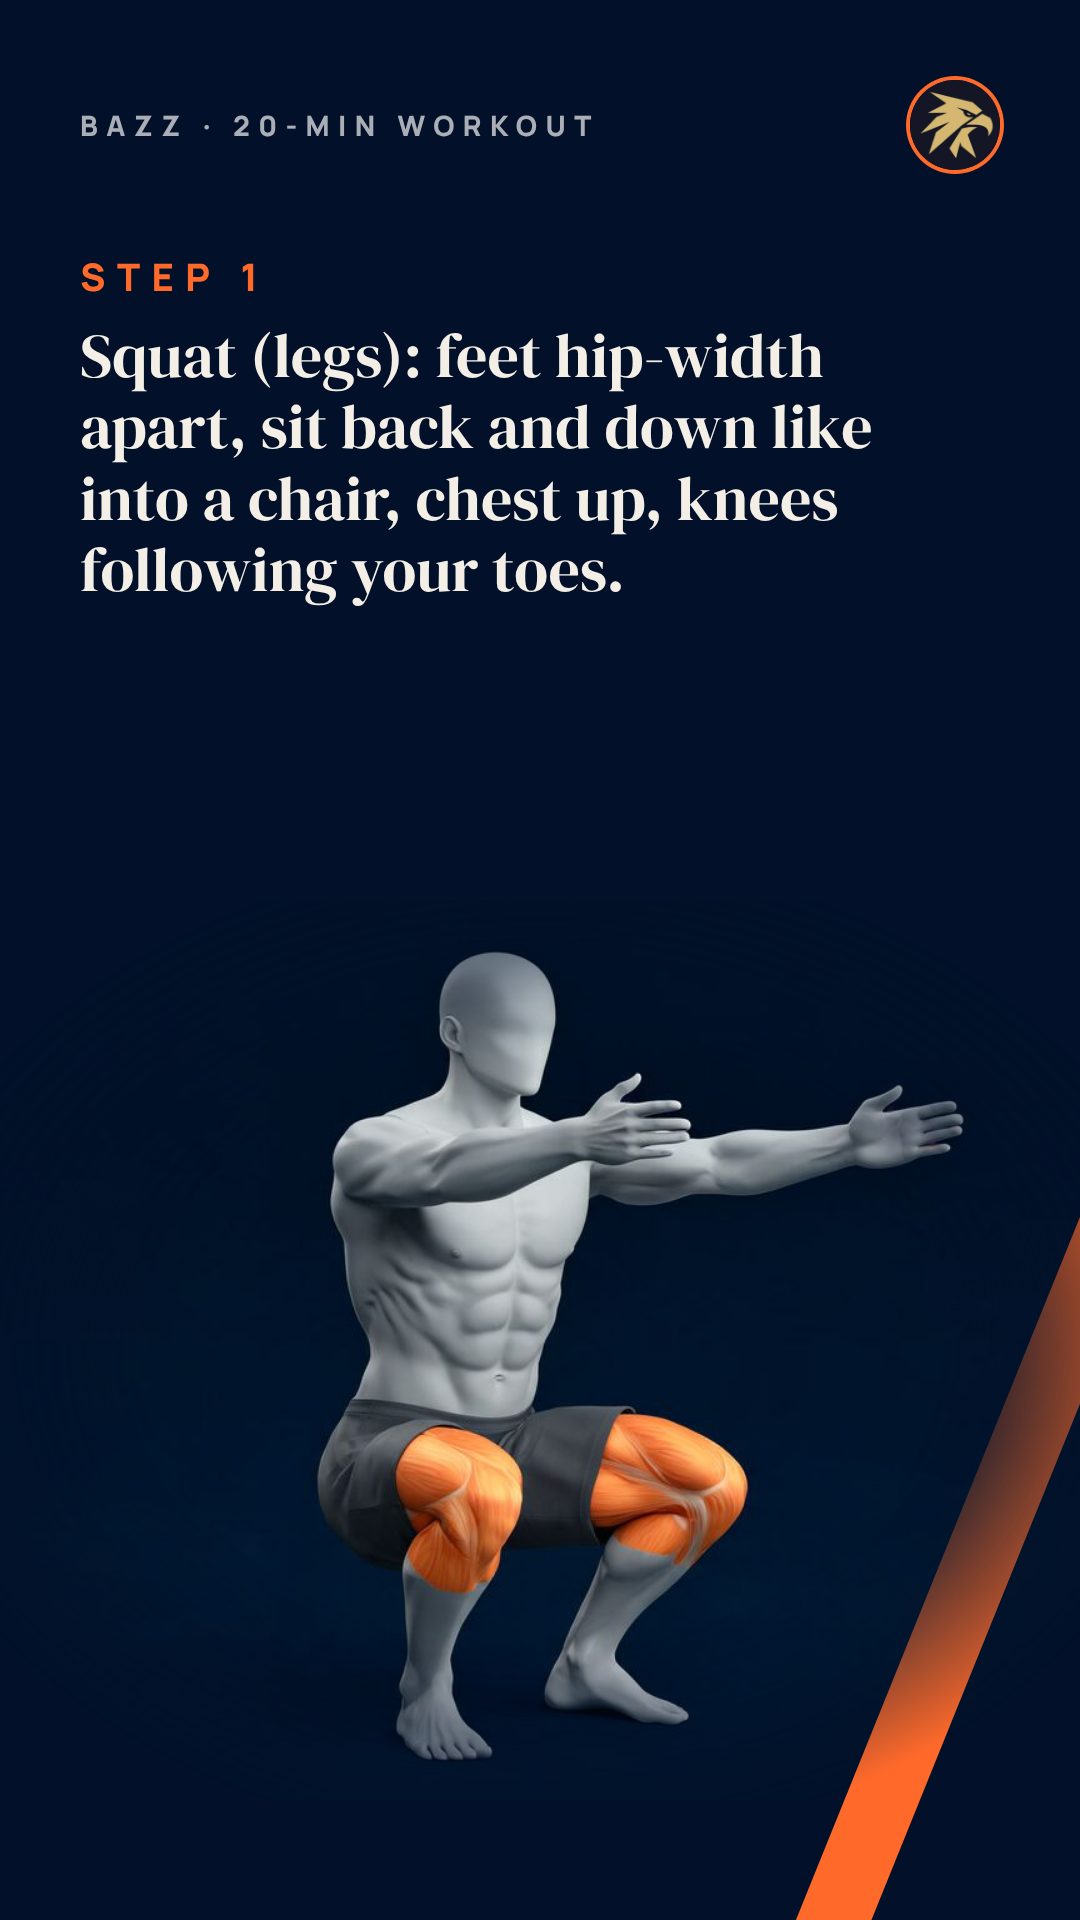 BAZZ · 20-MIN WORKOUT
STEP 1
Squat (legs): feet hip-width
apart, sit back and down like
into a chair, chest up, knees
following your toes.